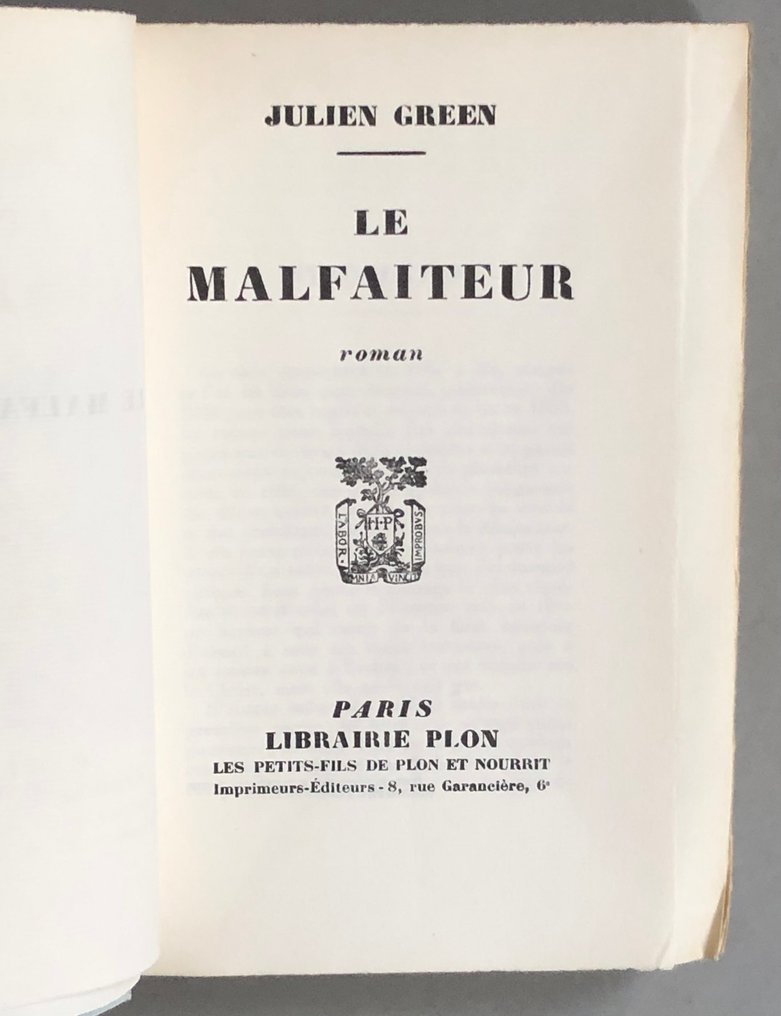 JULIEN GREEN
LE
MALFAITEUR
roman
LABOR
H·P
IMPROBVS
OMNIA VINCIT
PARIS
LIBRAIRIE PLON
LES PETITS-FILS DE PLON ET NOURRIT
Imprimeurs-Éditeurs - 8, rue Garancière, 6ᵉ